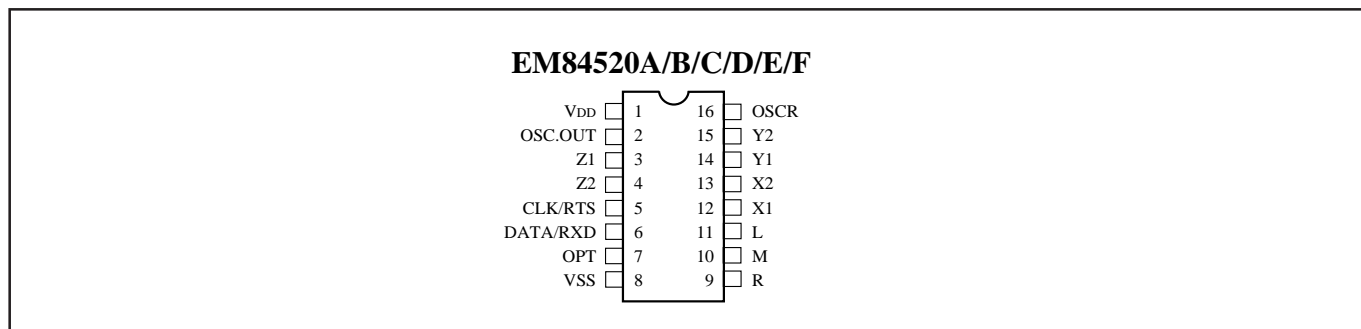 EM84520A/B/C/D/E/F
VDD 1 16 OSCR
OSC.OUT 2 15 Y2
Z1 3 14 Y1
Z2 4 13 X2
CLK/RTS 5 12 X1
DATA/RXD 6 11 L
OPT 7 10 M
VSS 8 9 R